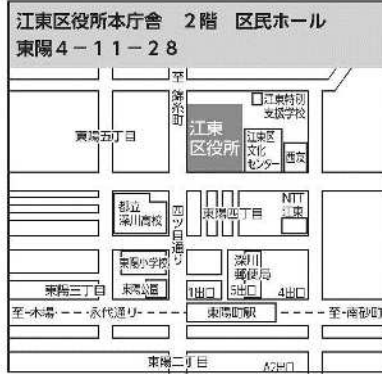 江東区役所本庁舎 2階 区民ホール
東陽4-11-28
至
錦糸町
江東特別
支援学校
江東
区役所
江東区
文化
センター
西友
東陽五丁目
都立
深川高校
四ツ目通り
東陽四丁目
NTT
江東
東陽小学校
深川
郵便局
東陽三丁目
東陽公園
1出口
5出口
4出口
至-木場
永代通り
東陽町駅
至-南砂町
東陽二丁目
A2出口